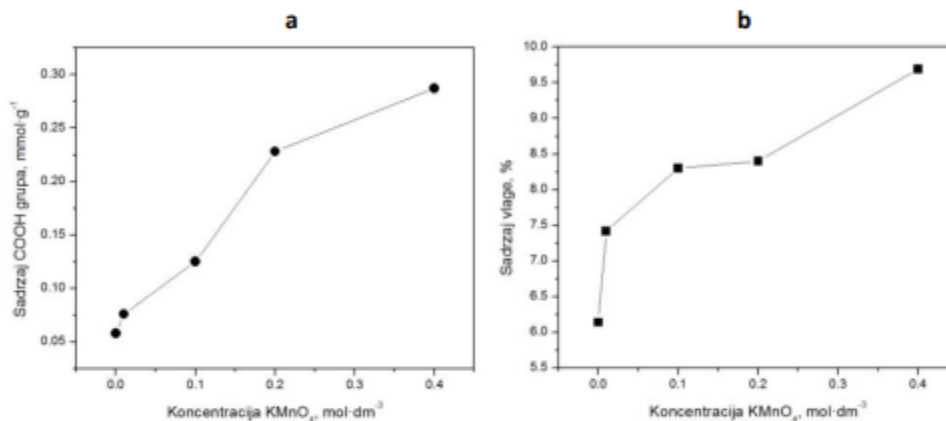 a
Sadrzaj COOH grupa, mmol·g⁻¹
0.30
0.25
0.20
0.15
0.10
0.05
0.0 0.1 0.2 0.3 0.4
Koncentracija KMnO₄, mol·dm⁻³
b
Sadrzaj vlage, %
10.0
9.5
9.0
8.5
8.0
7.5
7.0
6.5
6.0
5.5
0.0 0.1 0.2 0.3 0.4
Koncentracija KMnO₄, mol·dm⁻³